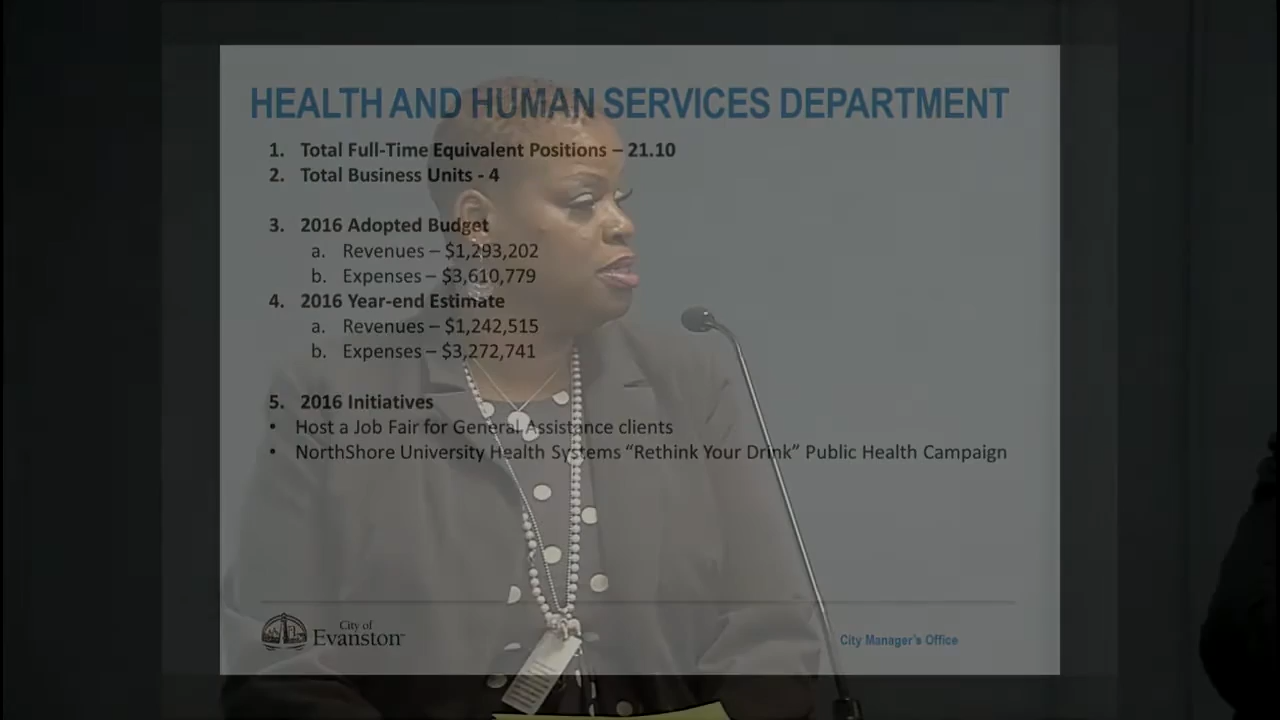 HEALTH AND HUMAN SERVICES DEPARTMENT
1. Total Full-Time Equivalent Positions – 21.10
2. Total Business Units - 4
3. 2016 Adopted Budget
a. Revenues – $1,293,202
b. Expenses – $3,610,779
4. 2016 Year-end Estimate
a. Revenues – $1,242,515
b. Expenses – $3,272,741
5. 2016 Initiatives
• Host a Job Fair for General Assistance clients
• NorthShore University Health Systems “Rethink Your Drink” Public Health Campaign
City of
Evanston™
City Manager's Office